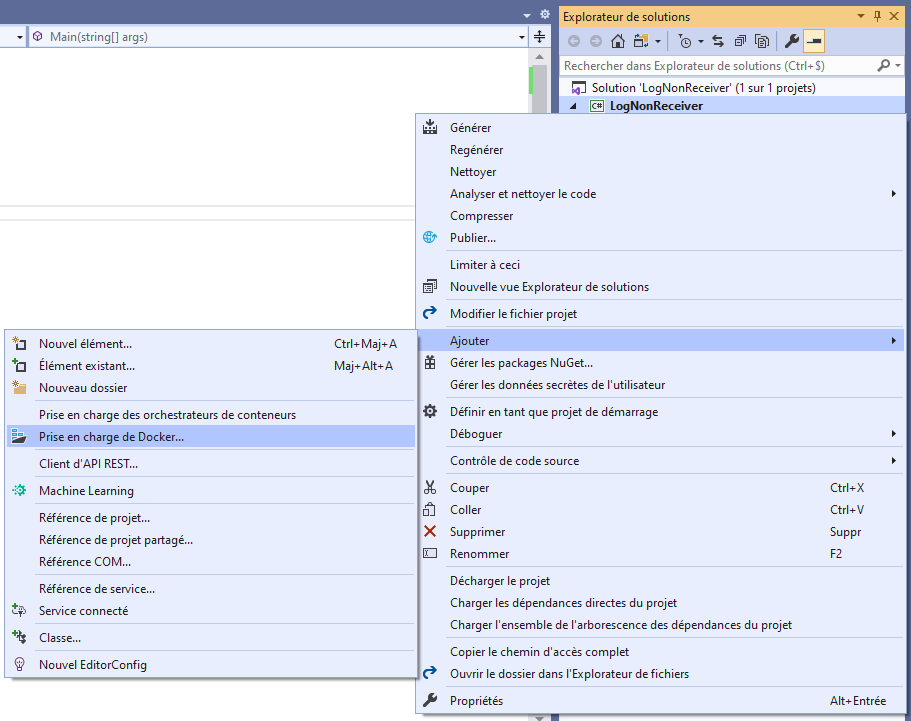 Main(string[] args)
Explorateur de solutions
Rechercher dans Explorateur de solutions (Ctrl+$)
Solution 'LogNonReceiver' (1 sur 1 projets)
C# LogNonReceiver
Générer
Regénérer
Nettoyer
Analyser et nettoyer le code
Compresser
Publier...
Limiter à ceci
Nouvelle vue Explorateur de solutions
Modifier le fichier projet
Ajouter
Gérer les packages NuGet...
Gérer les données secrètes de l'utilisateur
Définir en tant que projet de démarrage
Déboguer
Contrôle de code source
Couper Ctrl+X
Coller Ctrl+V
Supprimer Suppr
Renommer F2
Décharger le projet
Charger les dépendances directes du projet
Charger l'ensemble de l'arborescence des dépendances du projet
Copier le chemin d'accès complet
Ouvrir le dossier dans l'Explorateur de fichiers
Propriétés Alt+Entrée
Nouvel élément... Ctrl+Maj+A
Élément existant... Maj+Alt+A
Nouveau dossier
Prise en charge des orchestrateurs de conteneurs
Prise en charge de Docker...
Client d'API REST...
Machine Learning
Référence de projet...
Référence de projet partagé...
Référence COM...
Référence de service...
Service connecté
Classe...
Nouvel EditorConfig